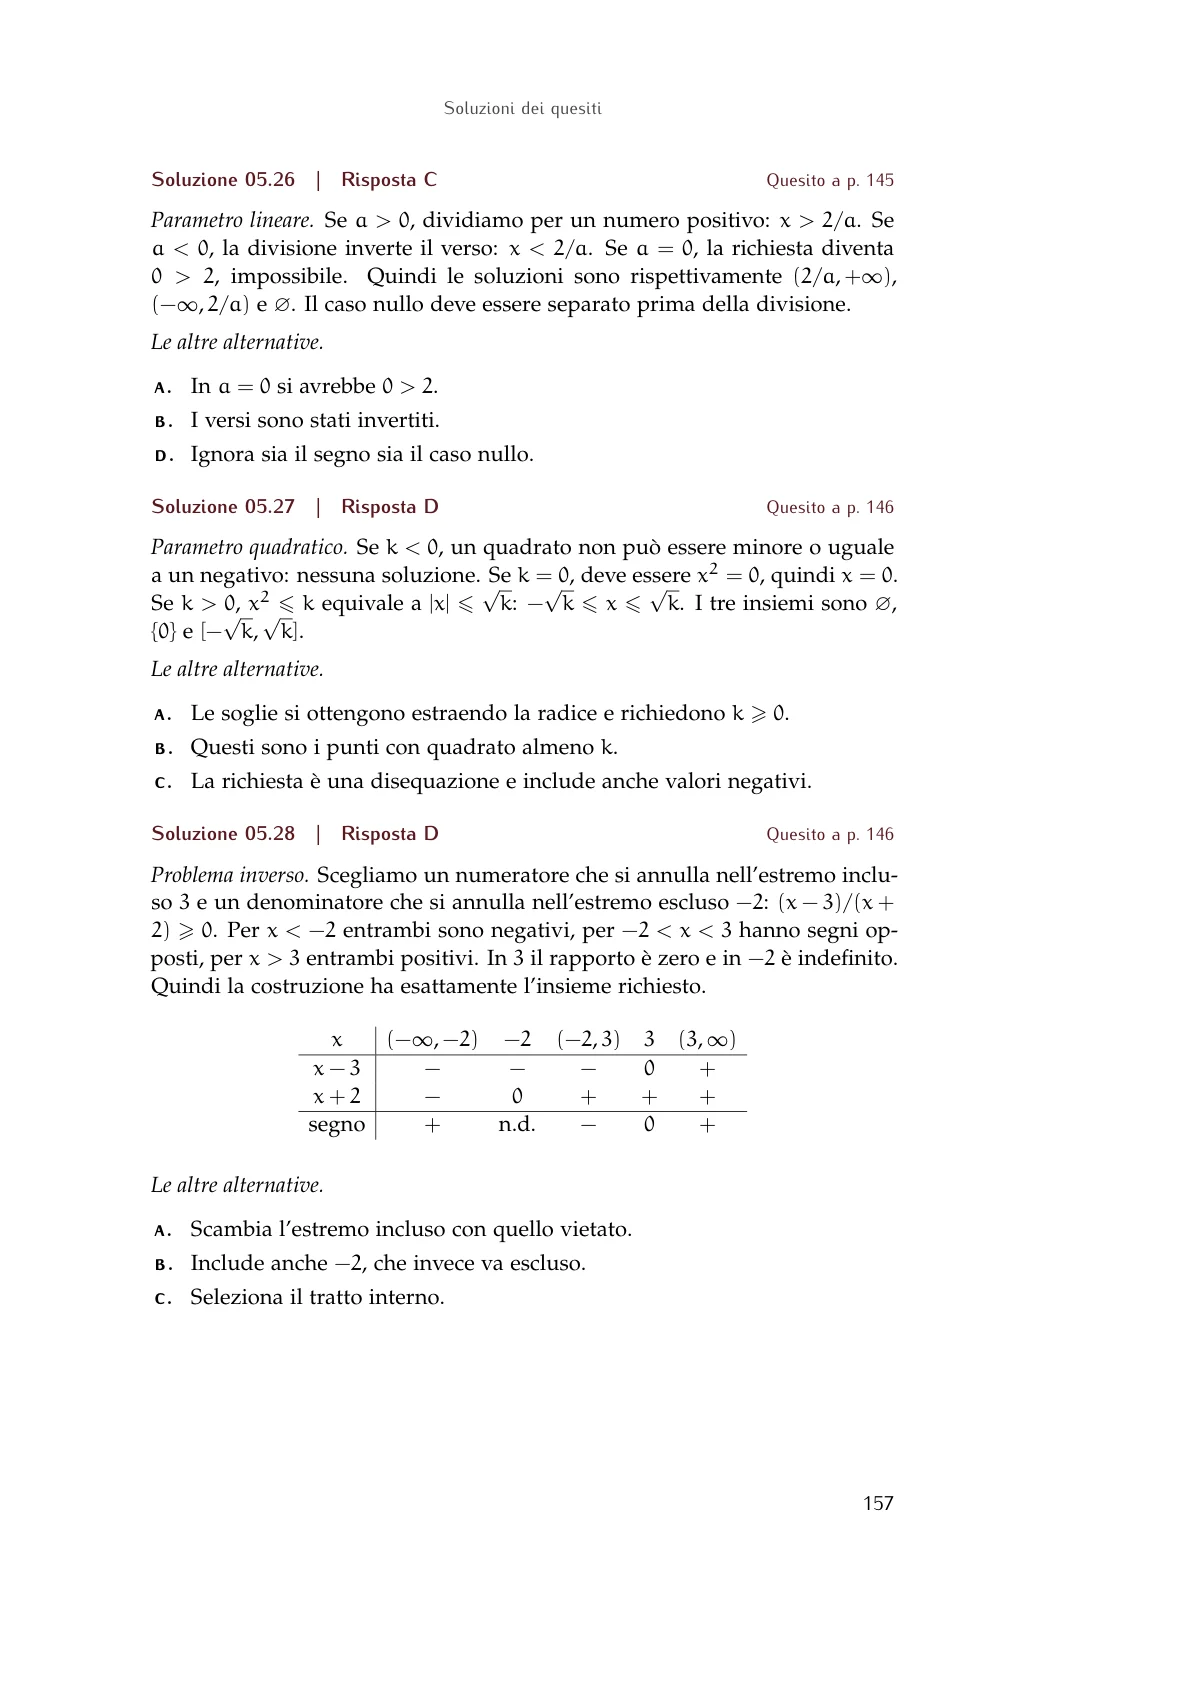 Soluzioni dei quesiti
Soluzione 05.26 | Risposta C Quesito a p. 145
Parametro lineare. Se a > 0, dividiamo per un numero positivo: x > 2/a. Se
a < 0, la divisione inverte il verso: x < 2/a. Se a = 0, la richiesta diventa
0 > 2, impossibile. Quindi le soluzioni sono rispettivamente (2/a, +∞),
(−∞, 2/a) e ∅. Il caso nullo deve essere separato prima della divisione.
Le altre alternative.
A. In a = 0 si avrebbe 0 > 2.
B. I versi sono stati invertiti.
D. Ignora sia il segno sia il caso nullo.
Soluzione 05.27 | Risposta D Quesito a p. 146
Parametro quadratico. Se k < 0, un quadrato non può essere minore o uguale
a un negativo: nessuna soluzione. Se k = 0, deve essere x² = 0, quindi x = 0.
Se k > 0, x² ⩽ k equivale a |x| ⩽ √k: −√k ⩽ x ⩽ √k. I tre insiemi sono ∅,
{0} e [−√k, √k].
Le altre alternative.
A. Le soglie si ottengono estraendo la radice e richiedono k ⩾ 0.
B. Questi sono i punti con quadrato almeno k.
C. La richiesta è una disequazione e include anche valori negativi.
Soluzione 05.28 | Risposta D Quesito a p. 146
Problema inverso. Scegliamo un numeratore che si annulla nell'estremo inclu-
so 3 e un denominatore che si annulla nell'estremo escluso −2: (x − 3)/(x +
2) ⩾ 0. Per x < −2 entrambi sono negativi, per −2 < x < 3 hanno segni op-
posti, per x > 3 entrambi positivi. In 3 il rapporto è zero e in −2 è indefinito.
Quindi la costruzione ha esattamente l'insieme richiesto.
x (−∞, −2) −2 (−2, 3) 3 (3, ∞)
x − 3 − − − 0 +
x + 2 − 0 + + +
segno + n.d. − 0 +
Le altre alternative.
A. Scambia l'estremo incluso con quello vietato.
B. Include anche −2, che invece va escluso.
C. Seleziona il tratto interno.
157